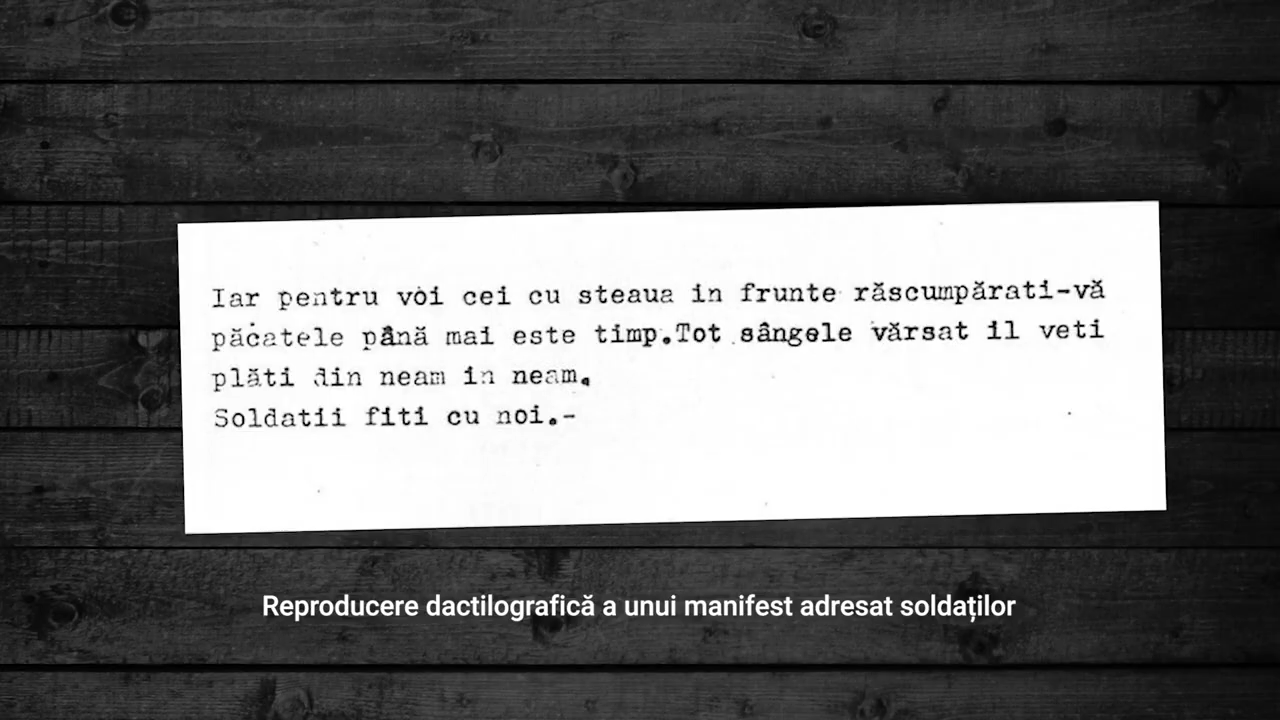 Iar pentru voi cei cu steaua in frunte răscumpărati-vă
păcatele până mai este timp.Tot sângele vărsat il veti
plăti din neam in neam.
Soldatii fiti cu noi.-
Reproducere dactilografică a unui manifest adresat soldaților